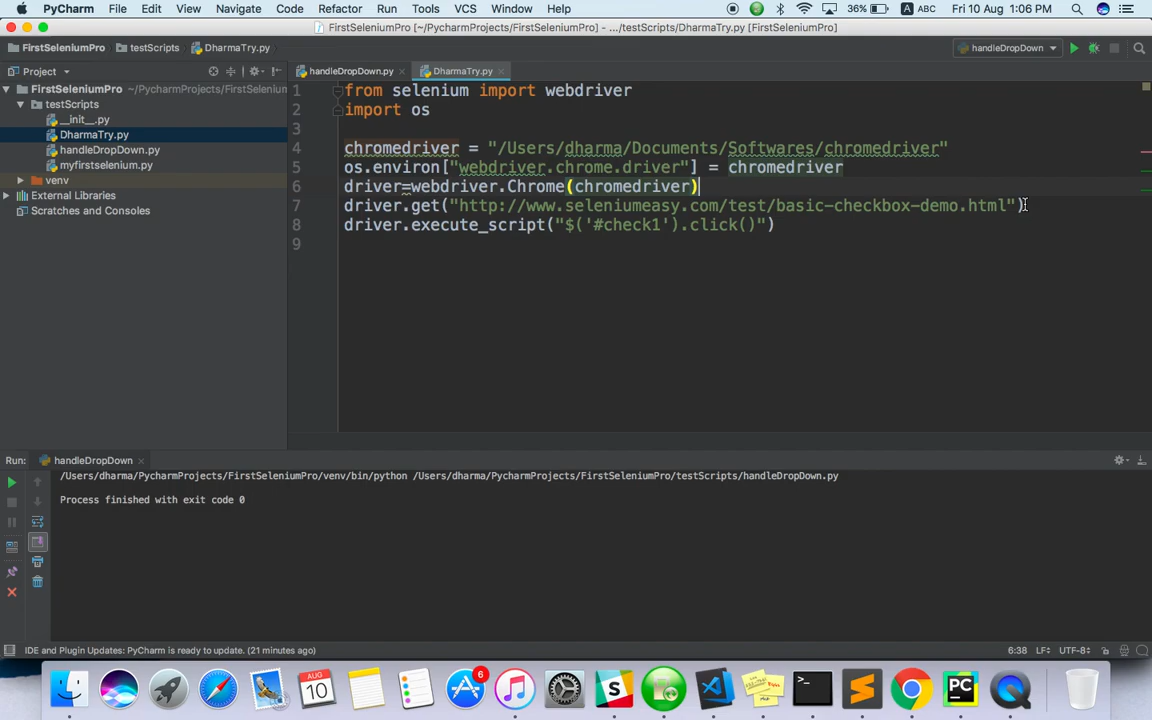 PyCharm File Edit View Navigate Code Refactor Run Tools VCS Window Help 36% A ABC Fri 10 Aug 1:06 PM
FirstSeleniumPro [~/PycharmProjects/FirstSeleniumPro] - .../testScripts/DharmaTry.py [FirstSeleniumPro]
FirstSeleniumPro testScripts DharmaTry.py handleDropDown
Project handleDropDown.py DharmaTry.py
FirstSeleniumPro ~/PycharmProjects/FirstSelenium
testScripts
__init__.py
DharmaTry.py
handleDropDown.py
myfirstselenium.py
venv
External Libraries
Scratches and Consoles
1 from selenium import webdriver
2 import os
3
4 chromedriver = "/Users/dharma/Documents/Softwares/chromedriver"
5 os.environ["webdriver.chrome.driver"] = chromedriver
6 driver=webdriver.Chrome(chromedriver)
7 driver.get("http://www.seleniumeasy.com/test/basic-checkbox-demo.html")
8 driver.execute_script("$('#check1').click()")
9
Run: handleDropDown
/Users/dharma/PycharmProjects/FirstSeleniumPro/venv/bin/python /Users/dharma/PycharmProjects/FirstSeleniumPro/testScripts/handleDropDown.py
Process finished with exit code 0
IDE and Plugin Updates: PyCharm is ready to update. (21 minutes ago) 6:38 LF÷ UTF-8÷
AUG
10
6
>_
PC